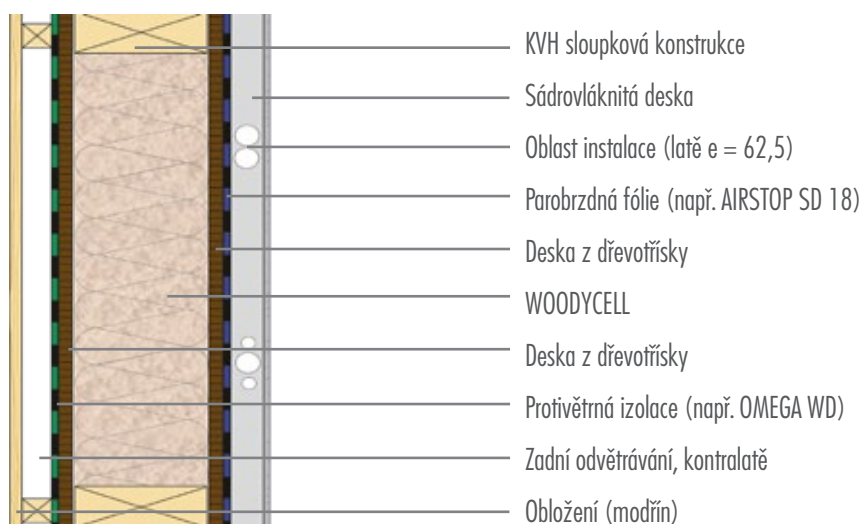 KVH sloupková konstrukce
Sádrovláknitá deska
Oblast instalace (latě e = 62,5)
Parobrzdná fólie (např. AIRSTOP SD 18)
Deska z dřevotřísky
WOODYCELL
Deska z dřevotřísky
Protivětrná izolace (např. OMEGA WD)
Zadní odvětrávání, kontralatě
Obložení (modřín)